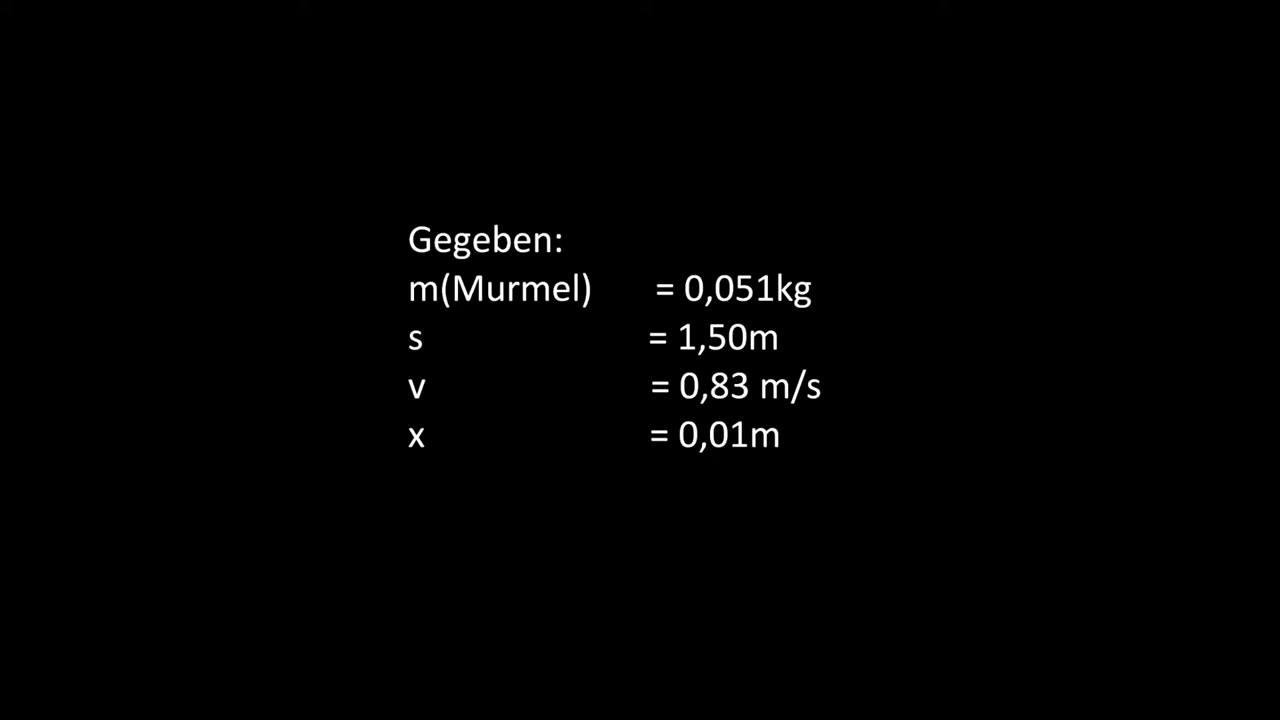 Gegeben:
m(Murmel) = 0,051kg
s = 1,50m
v = 0,83 m/s
x = 0,01m